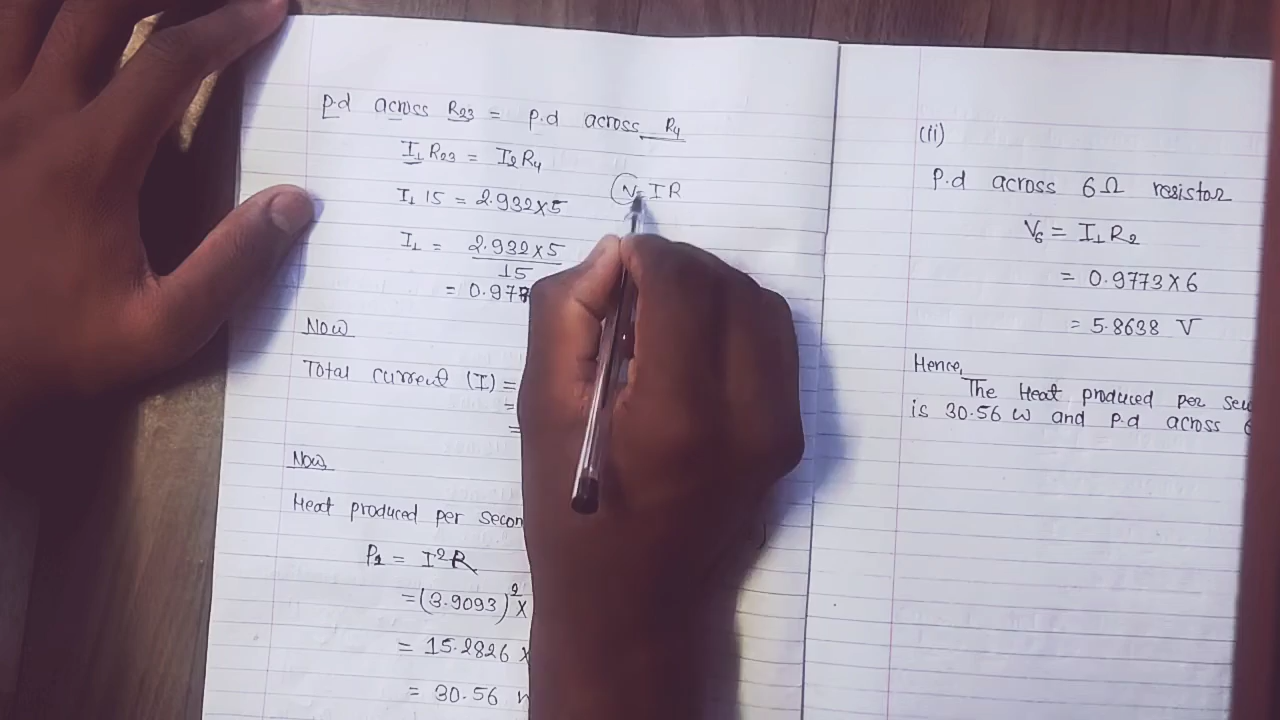 P.d across R23 = P.d across R4
I1 R23 = I2 R4
I1 15 = 2.932×5
V=IR
I1 = 2.932×5
15
= 0.97
Now
Total current (I) =
=
=
Now,
Heat produced per secon
P2 = I²R
= (3.9093)² ×
= 15.2826 ×
= 30.56 W
(ii)
P.d across 6Ω resistor
V6 = I1 R2
= 0.9773×6
= 5.8638 V
Hence,
The Heat produced per sec
is 30.56 W and P.d across 6